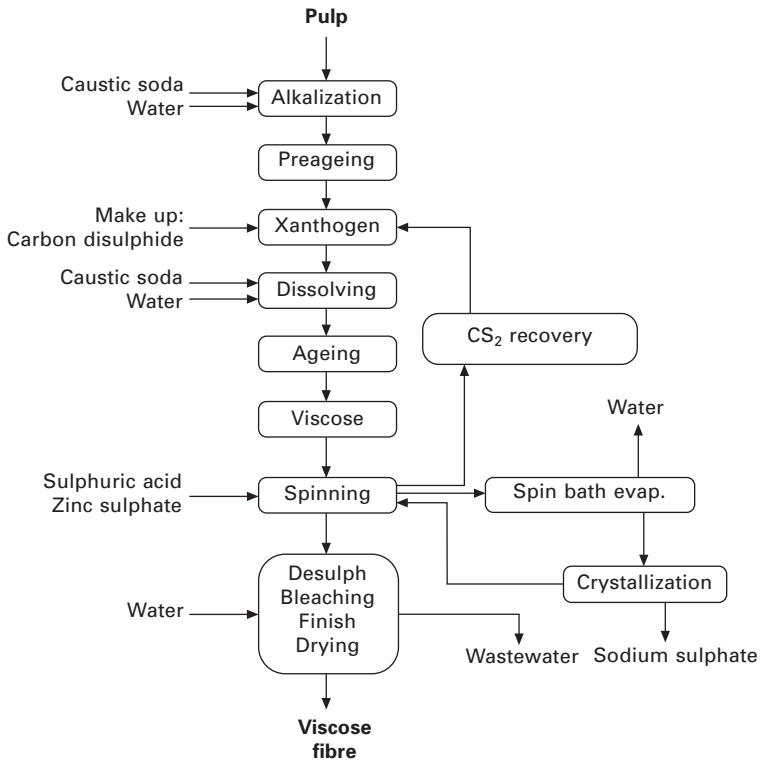 Pulp
Caustic soda
Water
Alkalization
Preageing
Make up:
Carbon disulphide
Xanthogen
Caustic soda
Water
Dissolving
CS₂ recovery
Ageing
Viscose
Water
Sulphuric acid
Zinc sulphate
Spinning
Spin bath evap.
Desulph
Bleaching
Finish
Drying
Crystallization
Water
Wastewater
Sodium sulphate
Viscose
fibre